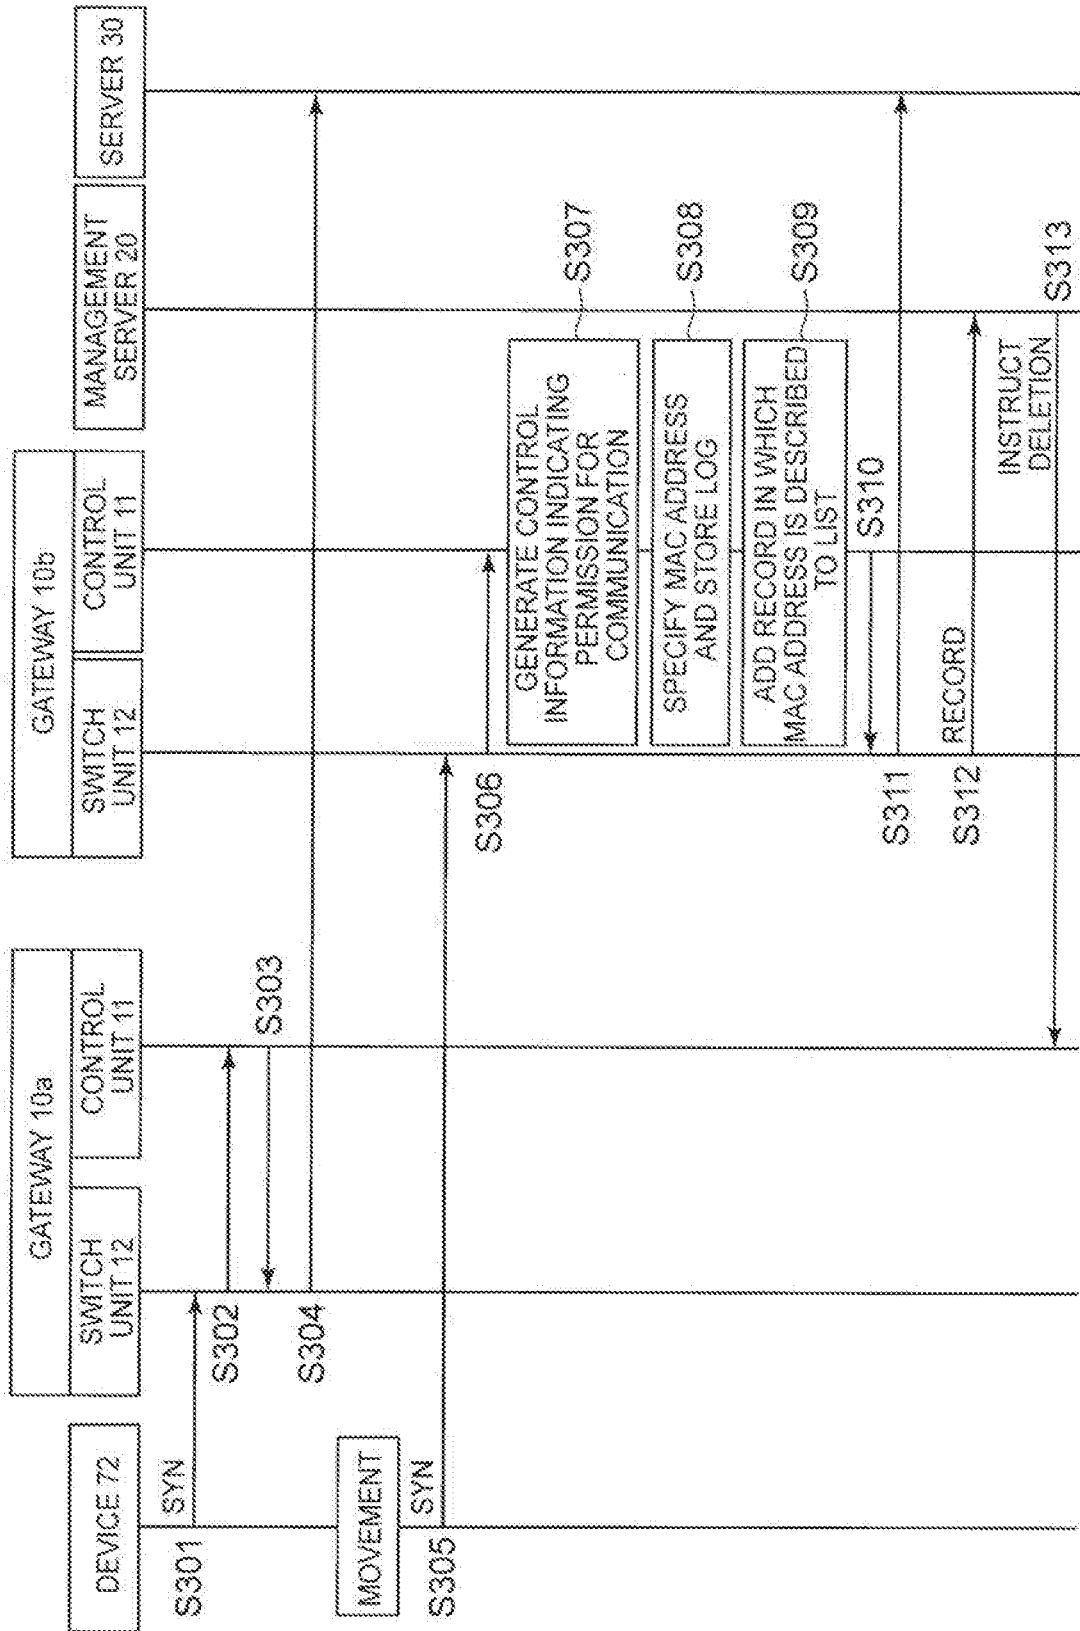 DEVICE 72
GATEWAY 10a
SWITCH
UNIT 12
CONTROL
UNIT 11
GATEWAY 10b
SWITCH
UNIT 12
CONTROL
UNIT 11
MANAGEMENT
SERVER 20
SERVER 30
SYN
S301
S302
S303
S304
MOVEMENT
SYN
S305
S306
GENERATE CONTROL
INFORMATION INDICATING
PERMISSION FOR
COMMUNICATION
S307
SPECIFY MAC ADDRESS
AND STORE LOG
S308
ADD RECORD IN WHICH
MAC ADDRESS IS DESCRIBED
TO LIST
S309
S310
S311
RECORD
S312
INSTRUCT
DELETION
S313